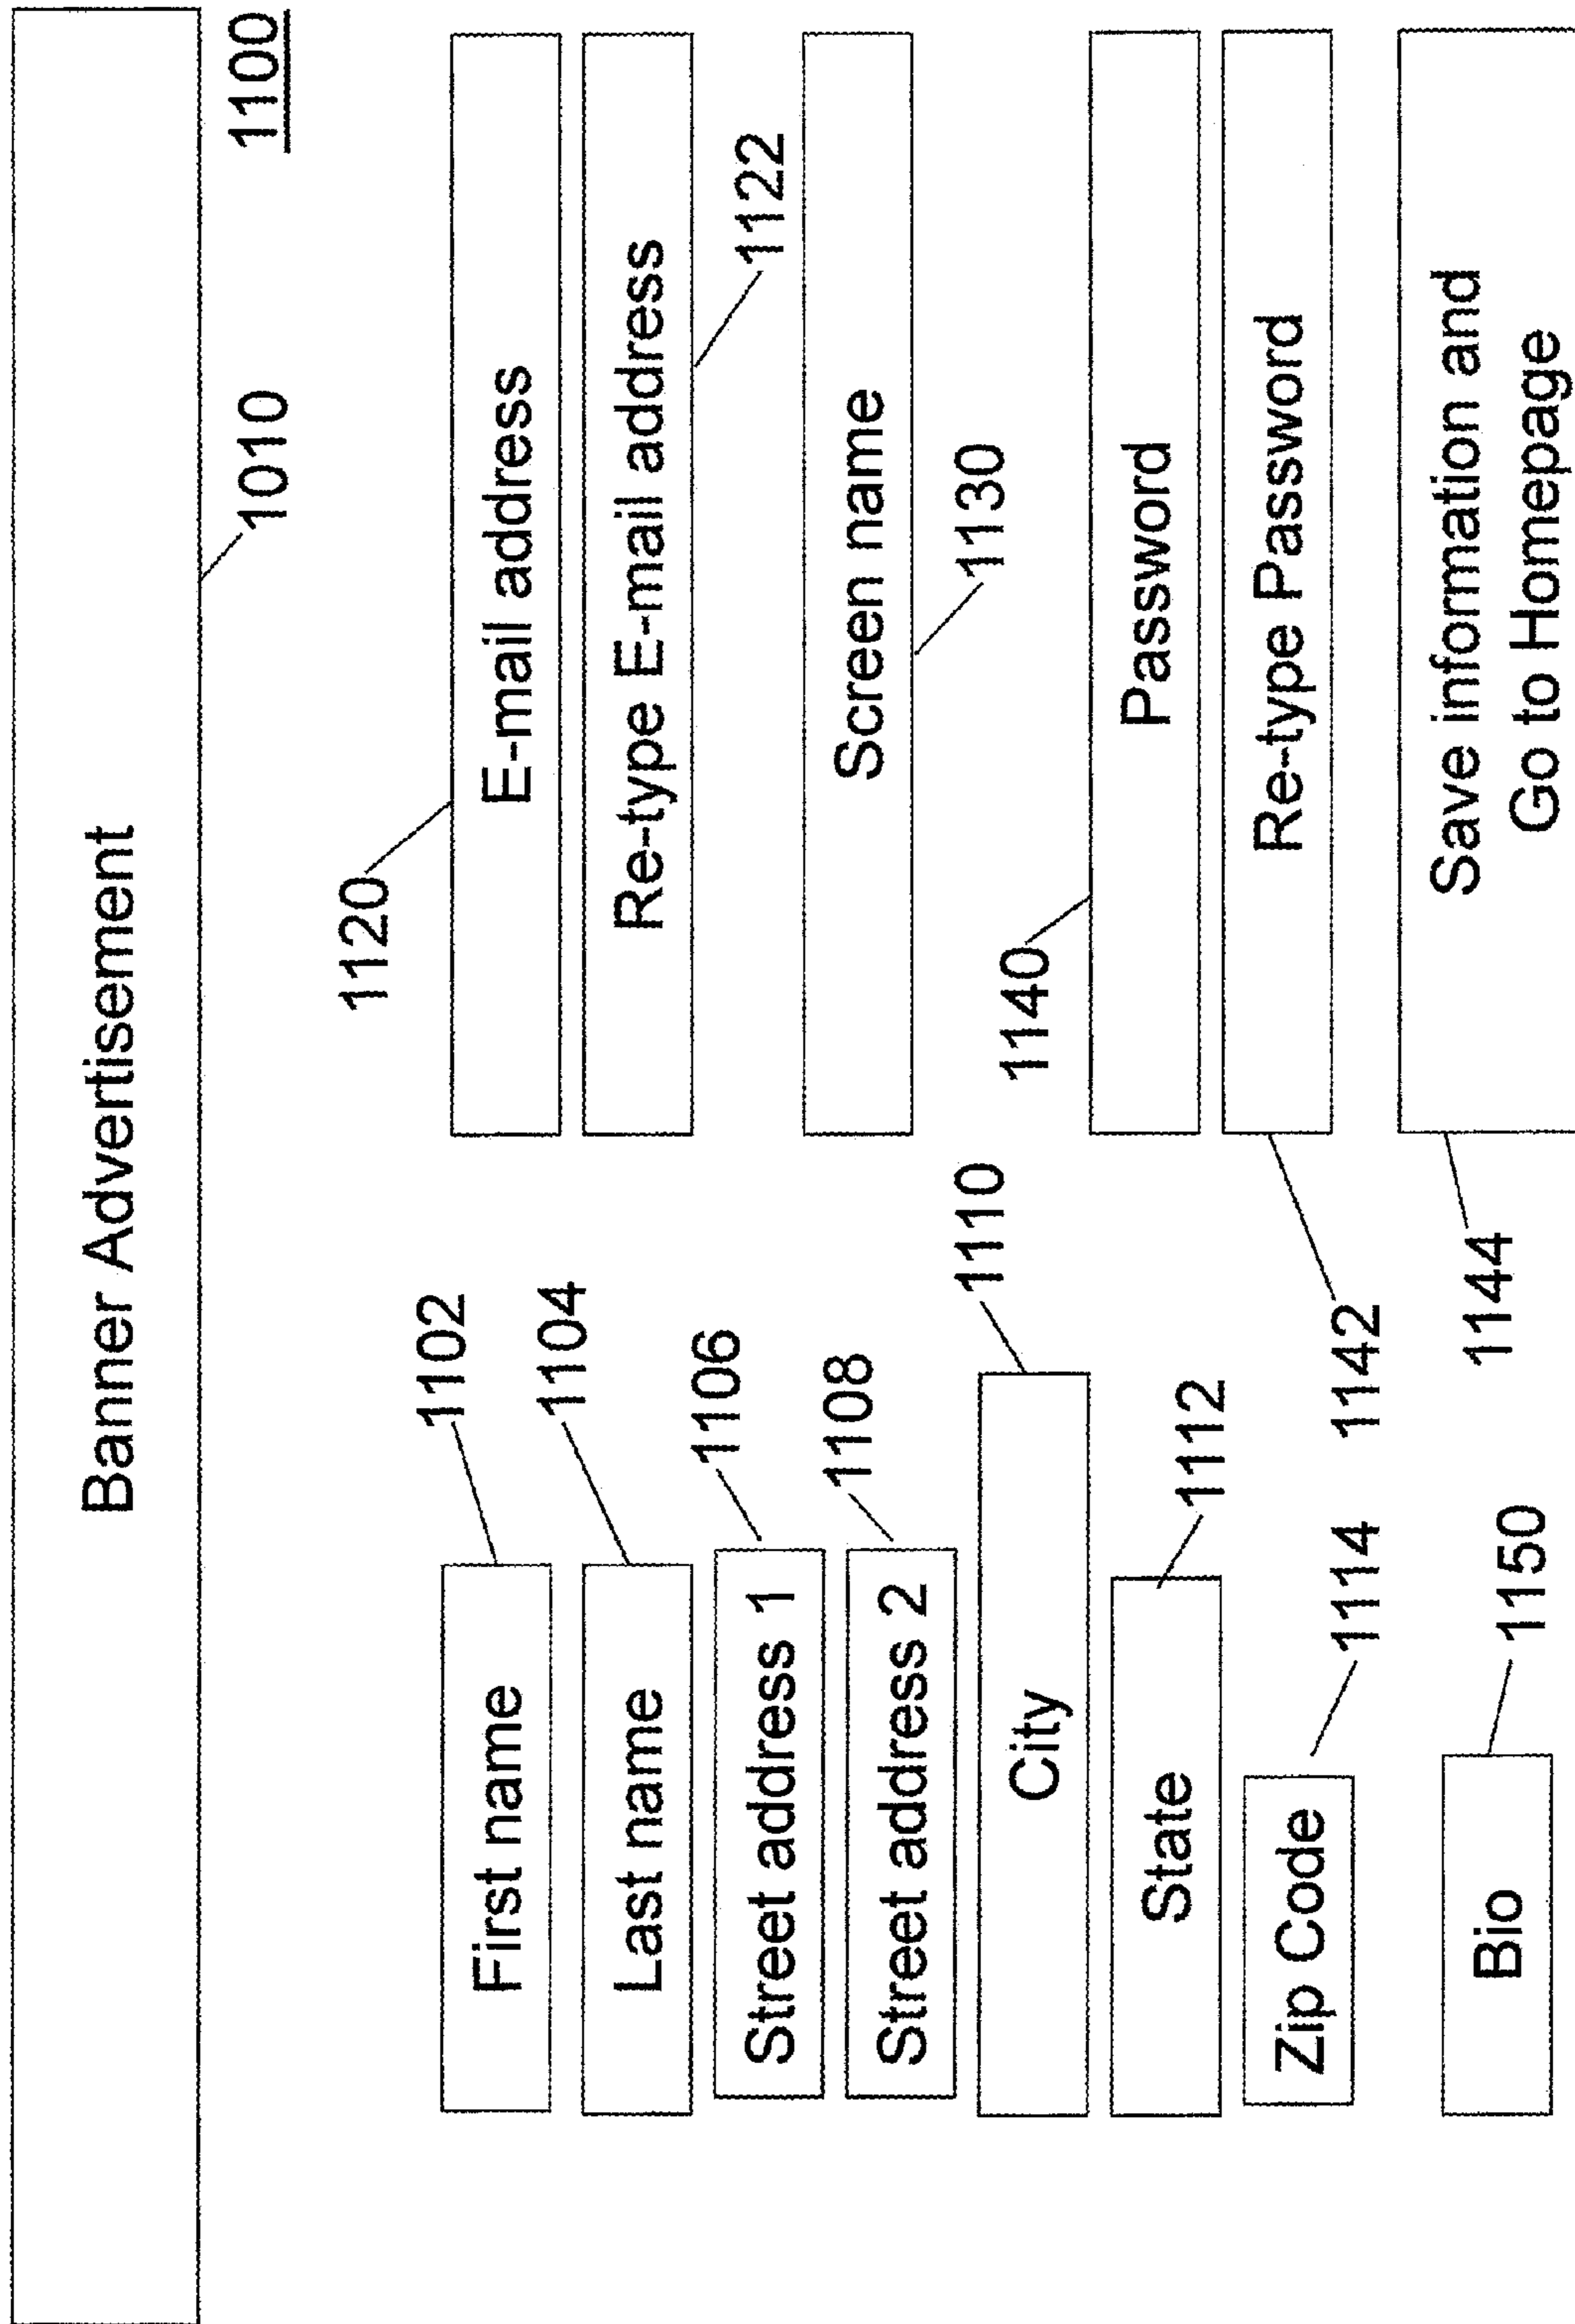 Banner Advertisement
1010
1100
1102
First name
1104
Last name
1106
Street address 1
1108
Street address 2
1110
City
1112
State
1114
Zip Code
1150
Bio
1120
E-mail address
Re-type E-mail address
1122
Screen name
1130
1140
Password
Re-type Password
1142
Save information and
Go to Homepage
1144